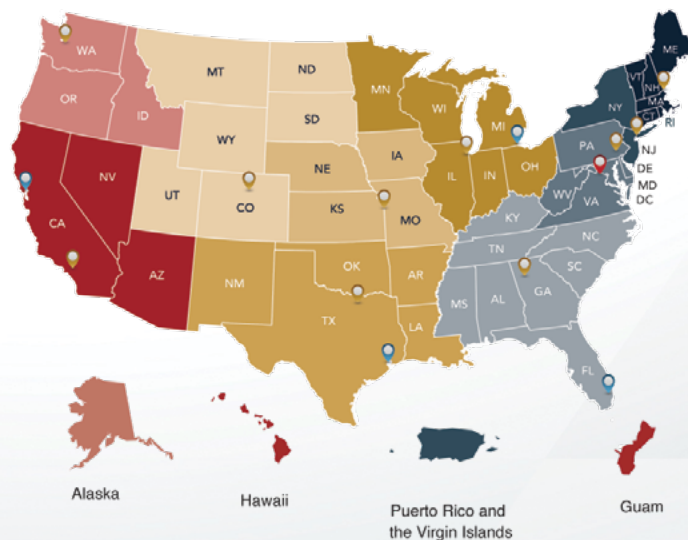 WA
MT
ND
ME
OR
ID
MN
VT
NH
WI
MI
NY
MA
CT
RI
WY
SD
NE
IA
PA
NJ
NV
UT
CO
KS
MO
IL
IN
OH
WV
VA
DE
MD
DC
CA
KY
NC
AZ
NM
OK
AR
TN
SC
TX
LA
MS
AL
GA
FL
Alaska
Hawaii
Puerto Rico and
the Virgin Islands
Guam